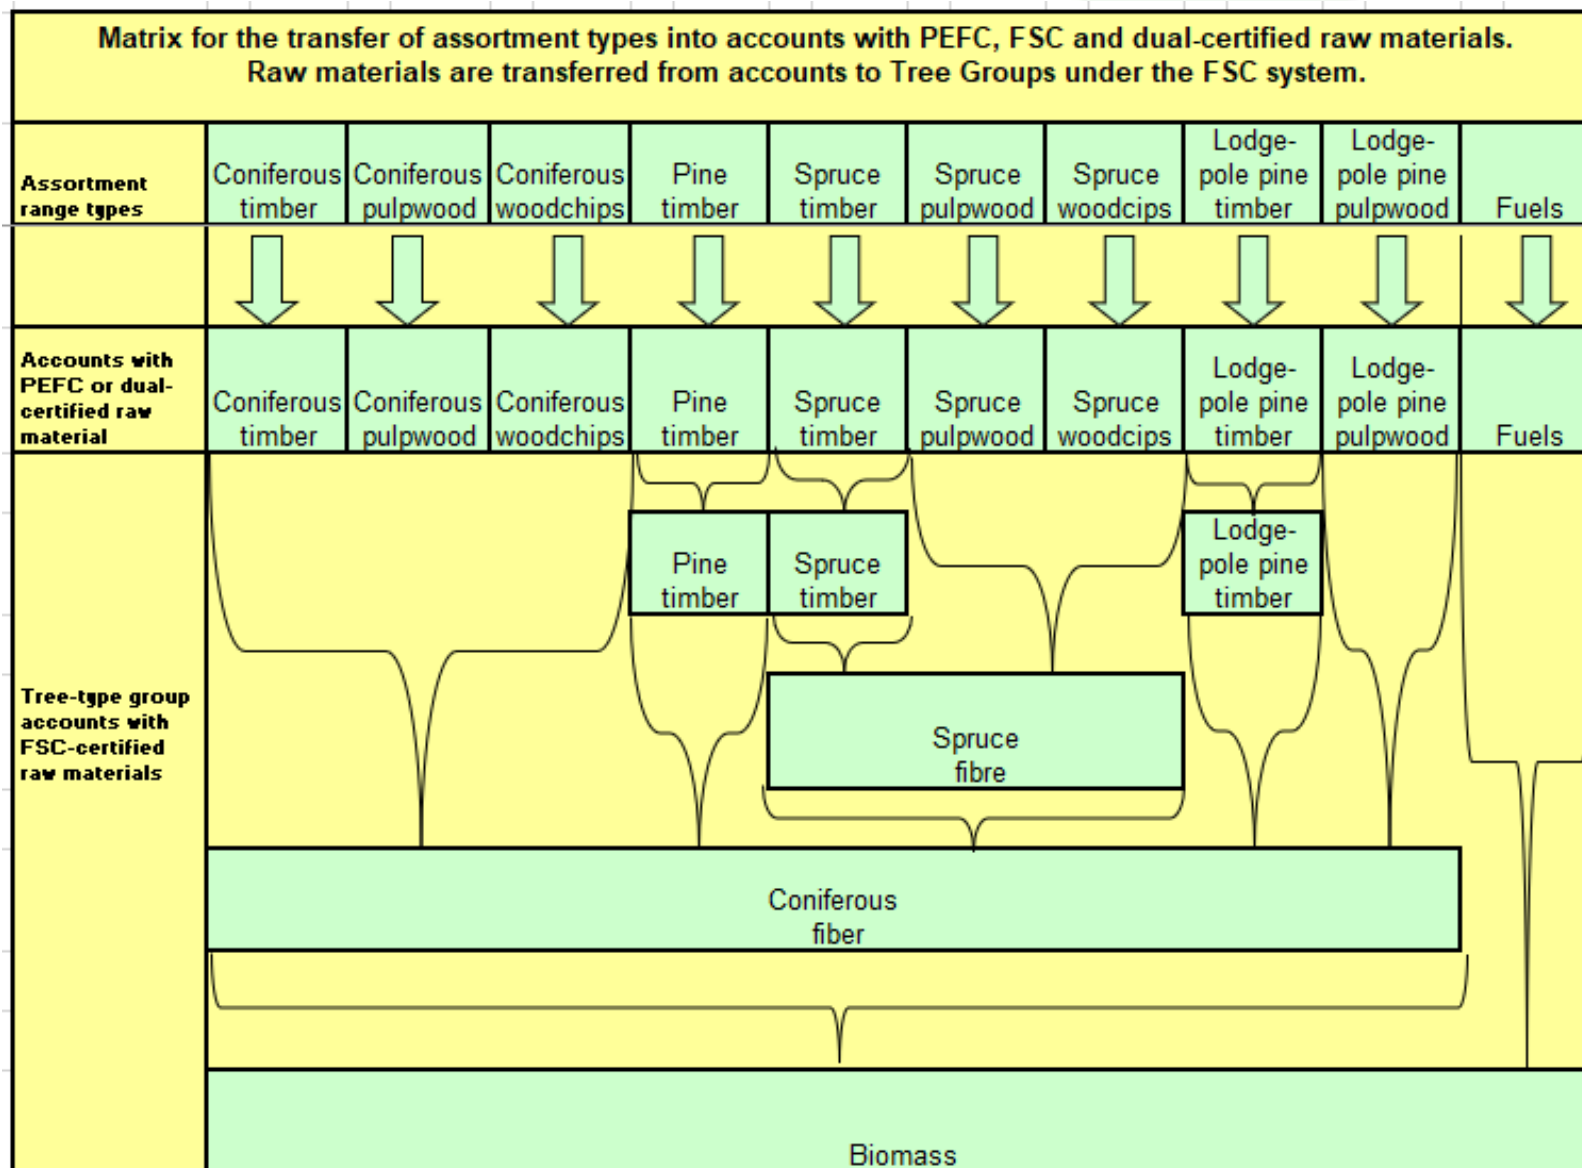 Matrix for the transfer of assortment types into accounts with PEFC, FSC and dual-certified raw materials.
Raw materials are transferred from accounts to Tree Groups under the FSC system.
Assortment
range types
Coniferous
timber
Coniferous
pulpwood
Coniferous
woodchips
Pine
timber
Spruce
timber
Spruce
pulpwood
Spruce
woodcips
Lodge-
pole pine
timber
Lodge-
pole pine
pulpwood
Fuels
Accounts with
PEFC or dual-
certified raw
material
Coniferous
timber
Coniferous
pulpwood
Coniferous
woodchips
Pine
timber
Spruce
timber
Spruce
pulpwood
Spruce
woodcips
Lodge-
pole pine
timber
Lodge-
pole pine
pulpwood
Fuels
Tree-type group
accounts with
FSC-certified
raw materials
Pine
timber
Spruce
timber
Lodge-
pole pine
timber
Spruce
fibre
Coniferous
fiber
Biomass